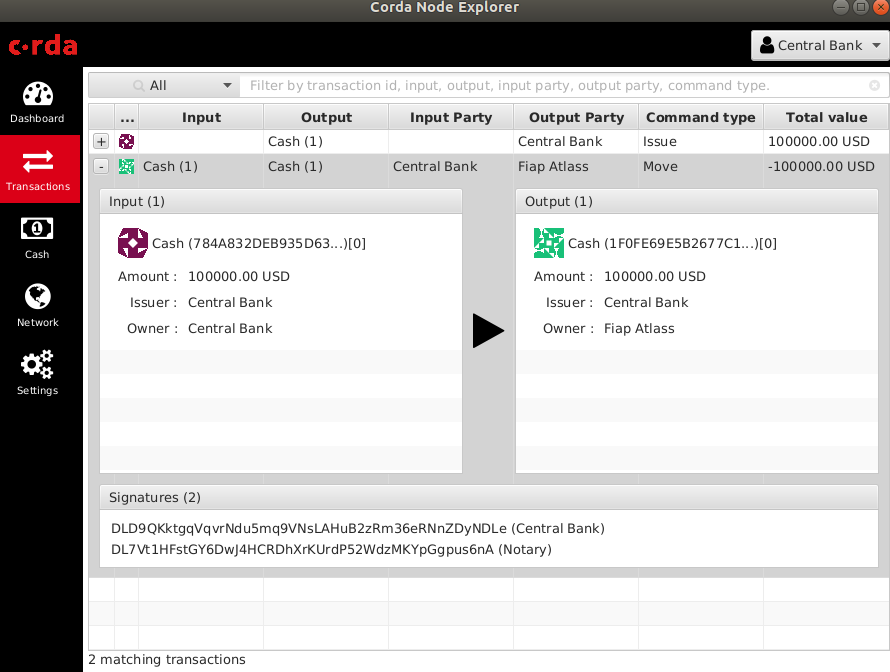 Corda Node Explorer
c·rda
Central Bank
All
Filter by transaction id, input, output, input party, output party, command type.
Dashboard
Transactions
Cash
Network
Settings
... Input Output Input Party Output Party Command type Total value
+ Cash (1) Central Bank Issue 100000.00 USD
- Cash (1) Cash (1) Central Bank Fiap Atlass Move -100000.00 USD
Input (1)
Cash (784A832DEB935D63...)[0]
Amount : 100000.00 USD
Issuer : Central Bank
Owner : Central Bank
Output (1)
Cash (1F0FE69E5B2677C1...)[0]
Amount : 100000.00 USD
Issuer : Central Bank
Owner : Fiap Atlass
Signatures (2)
DLD9QKktgqVqvrNdu5mq9VNsLAHuB2zRm36eRNnZDyNDLe (Central Bank)
DL7Vt1HFstGY6DwJ4HCRDhXrKUrdP52WdzMKYpGgpus6nA (Notary)
2 matching transactions